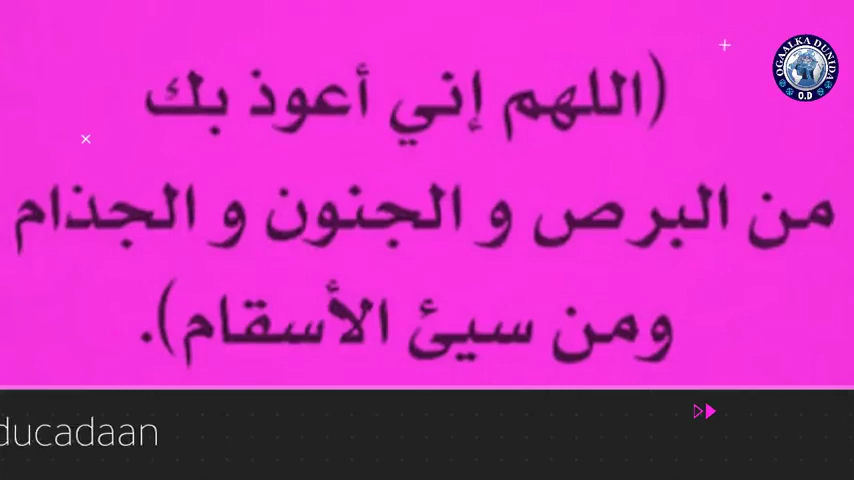 (اللهم إني أعوذ بك
من البرص و الجنون و الجذام
ومن سيئ الأسقام).
ducadaan
OGAALKA DUNIDA
O.D